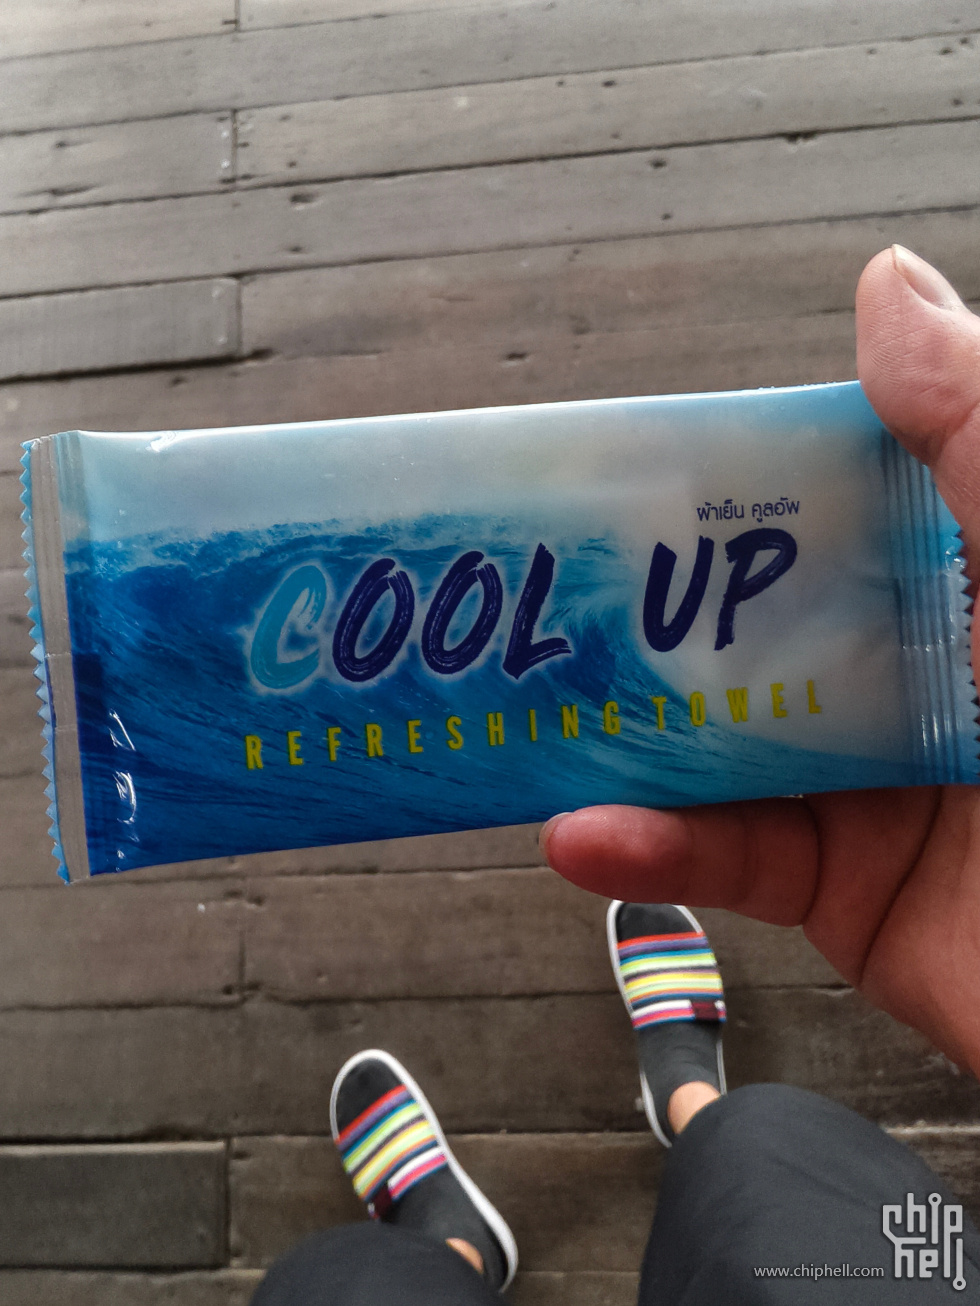 ผ้าเย็น คูลอัพ
COOL UP
REFRESHING TOWEL
chip
hell
www.chiphell.com